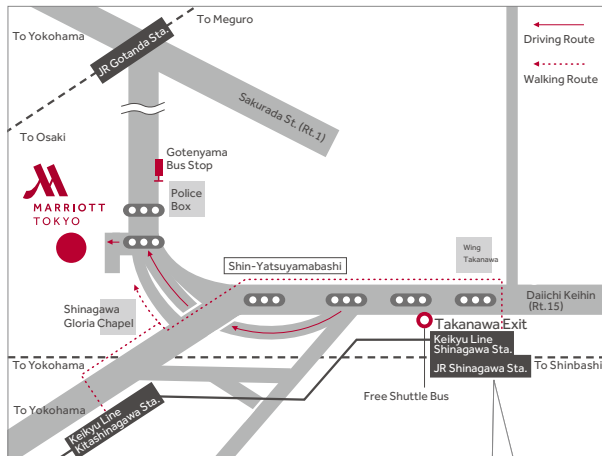 To Meguro
To Yokohama
JR Gotanda Sta.
Driving Route
Walking Route
Sakurada St. (Rt.1)
To Osaki
Gotenyama
Bus Stop
MARRIOTT
TOKYO
Police
Box
Wing
Takanawa
Shin-Yatsuyamabashi
Daiichi Keihin
(Rt.15)
Shinagawa
Gloria Chapel
Takanawa Exit
Keikyu Line
Shinagawa Sta.
JR Shinagawa Sta.
To Yokohama
To Shinbashi
Free Shuttle Bus
To Yokohama
Keikyu Line
Kitashinagawa Sta.